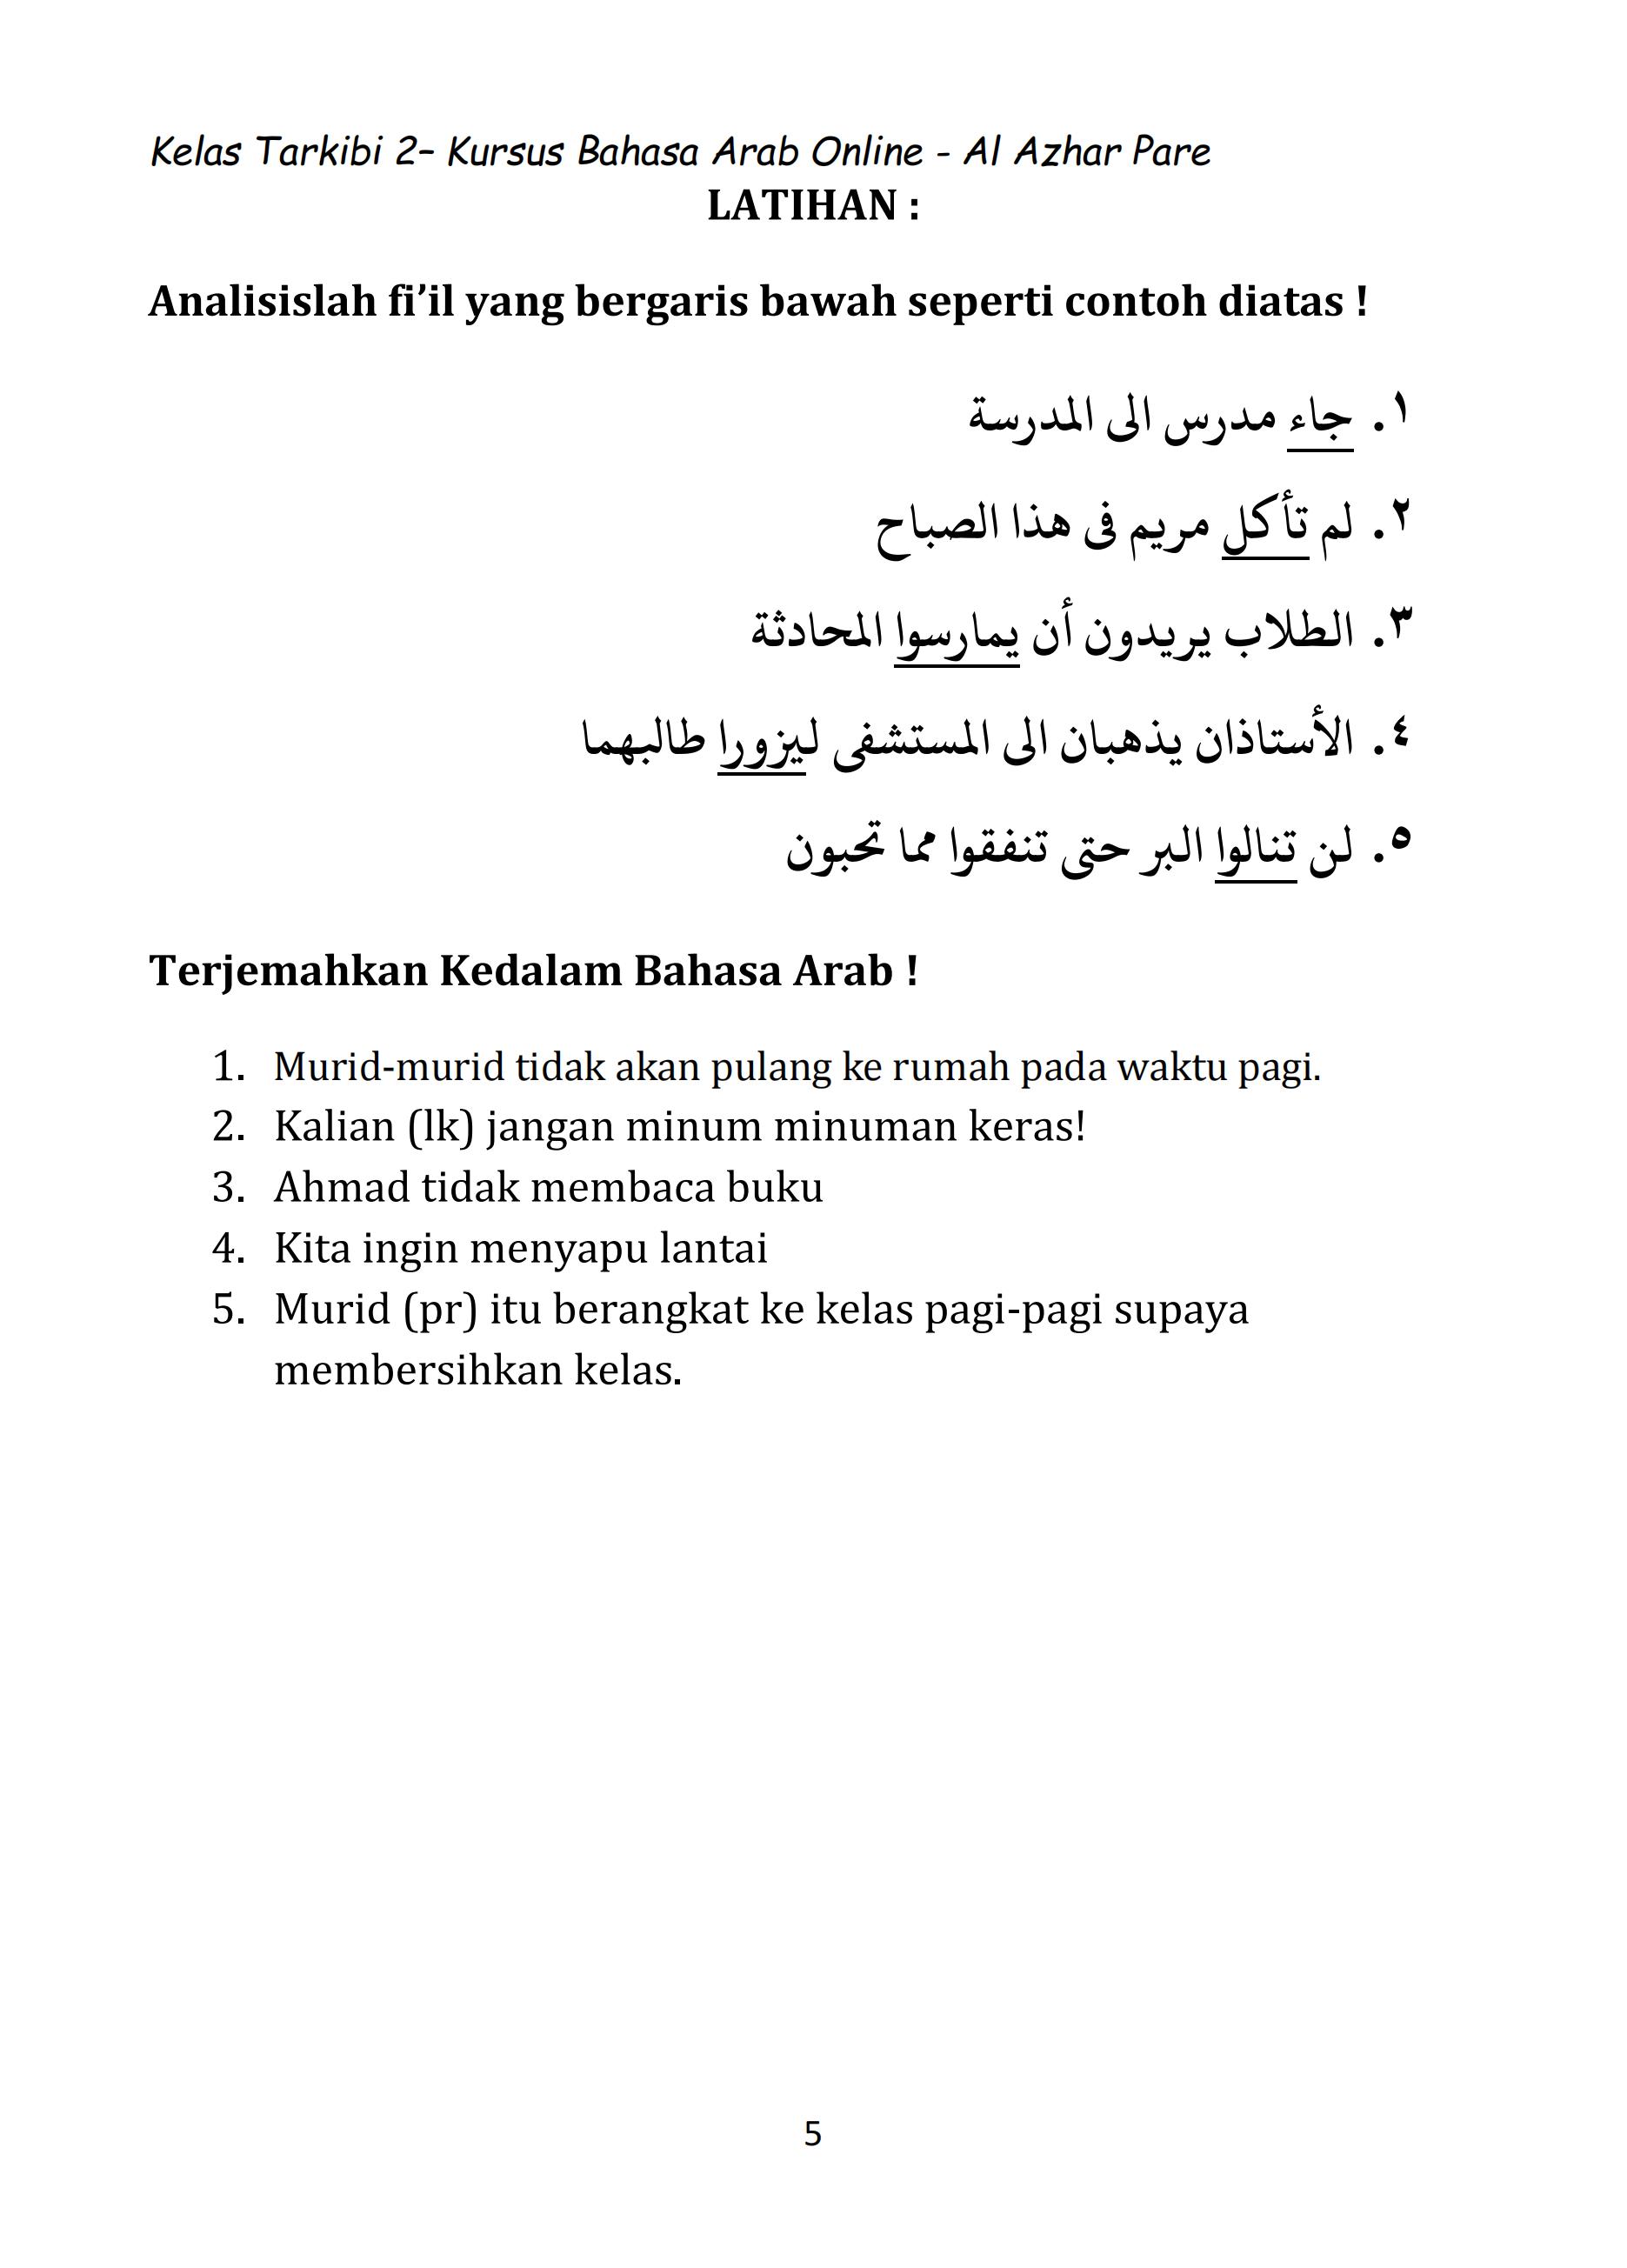 Kelas Tarkibi 2– Kursus Bahasa Arab Online - Al Azhar Pare
LATIHAN :
Analisislah fi’il yang bergaris bawah seperti contoh diatas !
١. جاء مدرس الى المدرسة
٢. لم تأكل مريم فى هذا الصباح
٣. الطلاب يريدون أن يمارسوا المحادثة
٤. الأستاذان يذهبان الى المستشفى ليزورا طالبهما
٥. لن تنالوا البر حتى تنفقوا مما تحبون
Terjemahkan Kedalam Bahasa Arab !
1. Murid-murid tidak akan pulang ke rumah pada waktu pagi.
2. Kalian (lk) jangan minum minuman keras!
3. Ahmad tidak membaca buku
4. Kita ingin menyapu lantai
5. Murid (pr) itu berangkat ke kelas pagi-pagi supaya
membersihkan kelas.
5